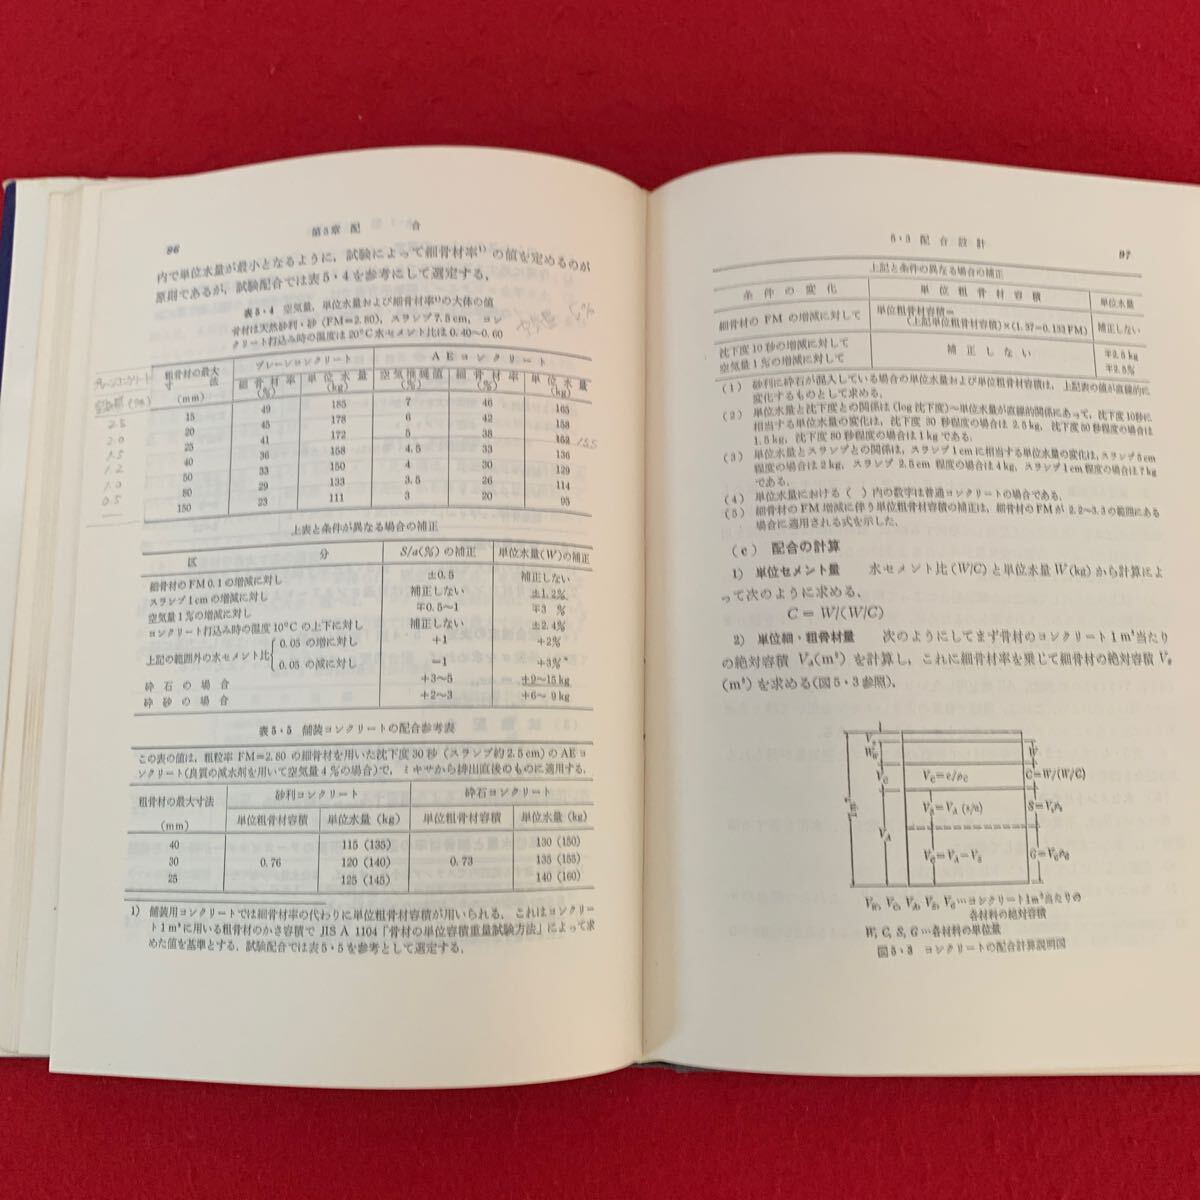 96
第5章 配 合
内で単位水量が最小となるように，試験によって細骨材率¹⁾ の値を定めるのが
原則であるが，試験配合では表5・4を参考にして選定する．
表5・4 空気量，単位水量および細骨材率¹⁾の大体の値
骨材は天然砂利・砂 (FM=2.80)，スランプ7.5cm，コン
クリート打込み時の温度は20°C水セメント比は0.40〜0.60
粗骨材の最大寸法 (mm) プレーンコンクリート AEコンクリート
細骨材率 (%) 単位水量 (kg) 空気推奨値 (%) 細骨材率 (%) 単位水量 (kg)
15 49 185 7 46 165
20 45 178 6 42 158
25 41 172 5 38 152 155
40 36 158 4.5 33 136
50 33 150 4 30 129
80 29 133 3.5 26 114
150 23 111 3 20 95
プレーンコンクリート
2.5
2.0
1.5
1.2
1.0
0.5
上表と条件が異なる場合の補正
区 分 S/a(%) の補正 単位水量(W)の補正
細骨材のFM0.1の増減に対し ±0.5 補正しない
スランプ1cmの増減に対し 補正しない ±1.2%
空気量1%の増減に対し ∓0.5〜1 ∓3 %
コンクリート打込み時の温度10°Cの上下に対し 補正しない ±2.4%
上記の範囲外の水セメント比 0.05 の増に対し +1 +2%
0.05 の減に対し −1 +3%
砕石の場合 +3〜5 +9〜15kg
砕砂の場合 +2〜3 +6〜9kg
表5・5 舗装コンクリートの配合参考表
この表の値は，粗粒率 FM=2.80 の細骨材を用いた沈下度30秒 (スランプ約2.5cm) のAEコ
ンクリート(良質の減水剤を用いて空気量4%の場合)で，ミキサから排出直後のものに適用する．
粗骨材の最大寸法 (mm) 砂利コンクリート 砕石コンクリート
単位粗骨材容積 単位水量 (kg) 単位粗骨材容積 単位水量 (kg)
40 115 (135) 130 (150)
30 0.76 120 (140) 0.73 135 (155)
25 125 (145) 140 (160)
1) 舗装用コンクリートでは細骨材率の代わりに単位粗骨材容積が用いられる．これはコンクリー
ト1m³に用いる粗骨材のかさ容積で JIS A 1104「骨材の単位容積重量試験方法」によって求
めた値を基準とする．試験配合では表5・5を参考として選定する．
5・3 配合設計
97
上記と条件の異なる場合の補正
条件の変化 単位粗骨材容積 単位水量
細骨材の FM の増減に対して 単位粗骨材容積=(上記単位粗骨材容積)×(1.37−0.133FM) 補正しない
沈下度10秒の増減に対して 補正しない ∓2.5kg
空気量1%の増減に対して ∓2.5%
(1) 砂利に砕石が混入している場合の単位水量および単位粗骨材容積は，上記表の値が直線的に
変化するものとして求める．
(2) 単位水量と沈下度との関係は (log沈下度)〜単位水量が直線的関係にあって，沈下度10秒に
相当する単位水量の変化は，沈下度 30 秒程度の場合は 2.5kg，沈下度50秒程度の場合は
1.5kg，沈下度80秒程度の場合は1kgである．
(3) 単位水量とスランプとの関係は，スランプ1cmに相当する単位水量の変化は，スランプ8cm
程度の場合は2kg，スランプ 2.5cm 程度の場合は4kg，スランプ1cm程度の場合は7kg
である．
(4) 単位水量における ( ) 内の数字は普通コンクリートの場合である．
(5) 細骨材のFM増減に伴う単位粗骨材容積の補正は，細骨材のFMが2.2〜3.3の範囲にある
場合に適用される式を示した．
(e) 配合の計算
1) 単位セメント量 水セメント比 (W/C) と単位水量W(kg)から計算によ
って次のように求める．
C = W/(W/C)
2) 単位細・粗骨材量 次のようにしてまず骨材のコンクリート1m³当たり
の絶対容積 V_A(m³) を計算し，これに細骨材率を乗じて細骨材の絶対容積 V_s
(m³) を求める(図5・3参照)．
1m³
W
V_C V_C=c/ρ_C C=W/(W/C)
V_A V_S=V_A (s/a) S=V_sρ_s
V_G=V_A−V_S G=V_Gρ_G
V_W, V_C, V_A, V_S, V_G …コンクリート1m³当たりの
各材料の絶対容積
W, C, S, G …各材料の単位量
図5・3 コンクリートの配合計算説明図